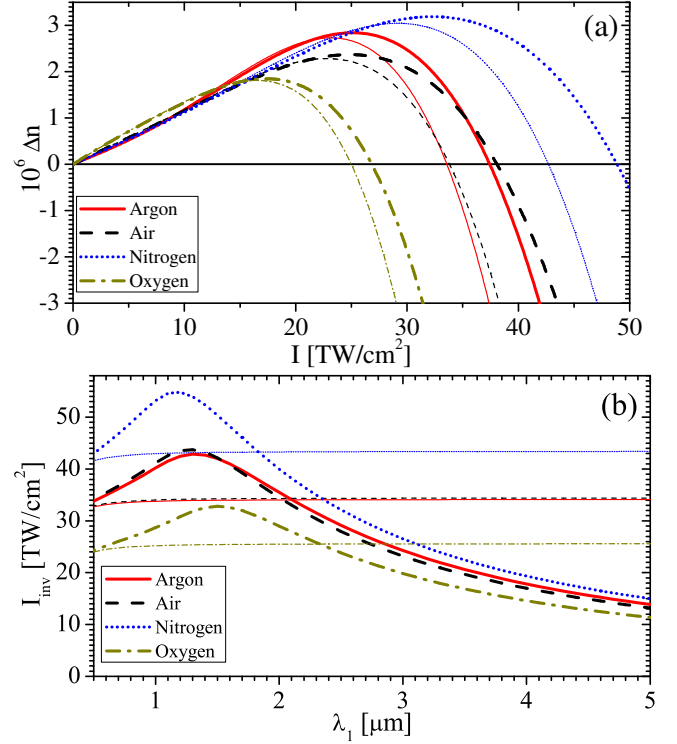 (a)
3
2
1
0
-1
-2
-3
10⁶ Δn
Argon
Air
Nitrogen
Oxygen
0 10 20 30 40 50
I [TW/cm²]
(b)
50
40
30
20
10
0
I_inv [TW/cm²]
Argon
Air
Nitrogen
Oxygen
1 2 3 4 5
λ₁ [μm]